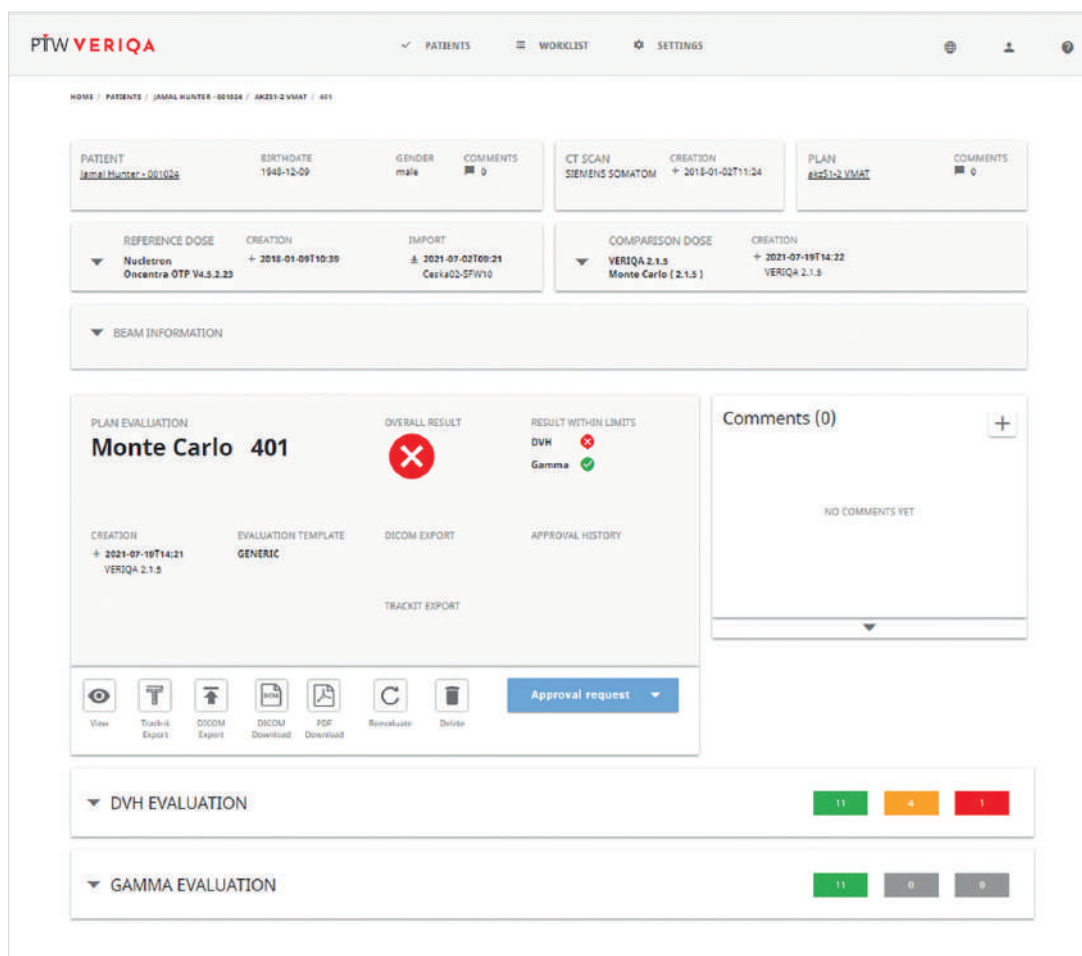 PTW VERIQA
PATIENTS
WORKLIST
SETTINGS
HOME / PATIENTS / JAMAL HUNTER - 001024 / AKZS1-2 VMAT / 401
PATIENT BIRTHDATE GENDER COMMENTS
Jamal Hunter - 001024 1948-12-09 male 0
CT SCAN CREATION
SIEMENS SOMATOM + 2018-01-02T11:24
PLAN COMMENTS
akzS1-2 VMAT 0
REFERENCE DOSE CREATION IMPORT
Nucletron + 2018-01-09T10:39 2021-07-02T09:21
Oncentra OTP V4.5.2.23 Ceska02-SFW10
COMPARISON DOSE CREATION
VERIQA 2.1.5 + 2021-07-19T14:22
Monte Carlo ( 2.1.5 ) VERIQA 2.1.5
BEAM INFORMATION
PLAN EVALUATION OVERALL RESULT RESULT WITHIN LIMITS
Monte Carlo 401
DVH
Gamma
CREATION EVALUATION TEMPLATE DICOM EXPORT APPROVAL HISTORY
+ 2021-07-19T14:21 GENERIC
VERIQA 2.1.5
TRACKIT EXPORT
Comments (0)
+
NO COMMENTS YET
DCM
Approval request
View
Track-it
Export
DICOM
Export
DICOM
Download
PDF
Download
Reevaluate
Delete
DVH EVALUATION 11 4 1
GAMMA EVALUATION 11 0 0